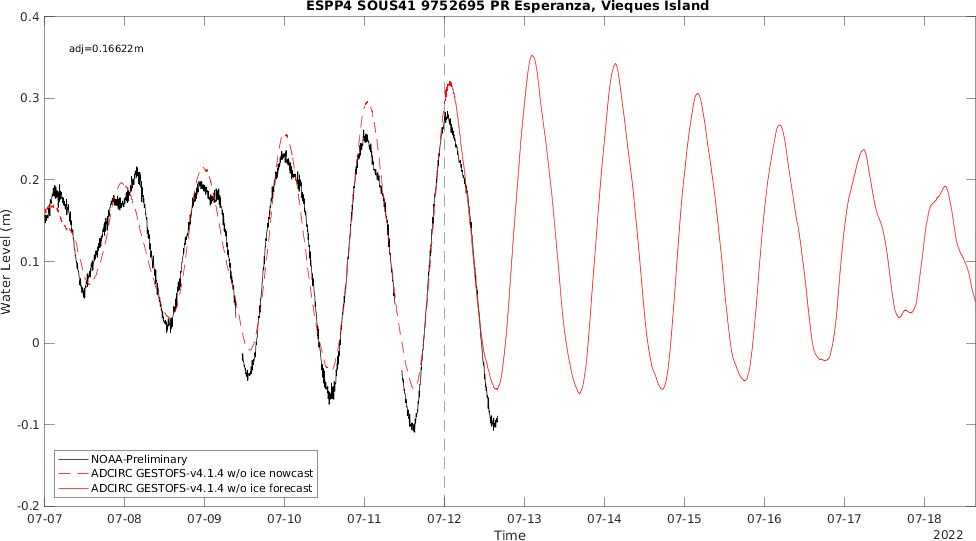 ESPP4 SOUS41 9752695 PR Esperanza, Vieques Island
0.4
adj=0.16622m
0.3
0.2
0.1
0
-0.1
-0.2
Water Level (m)
NOAA-Preliminary
ADCIRC GESTOFS-v4.1.4 w/o ice nowcast
ADCIRC GESTOFS-v4.1.4 w/o ice forecast
07-07 07-08 07-09 07-10 07-11 07-12 07-13 07-14 07-15 07-16 07-17 07-18
Time
2022